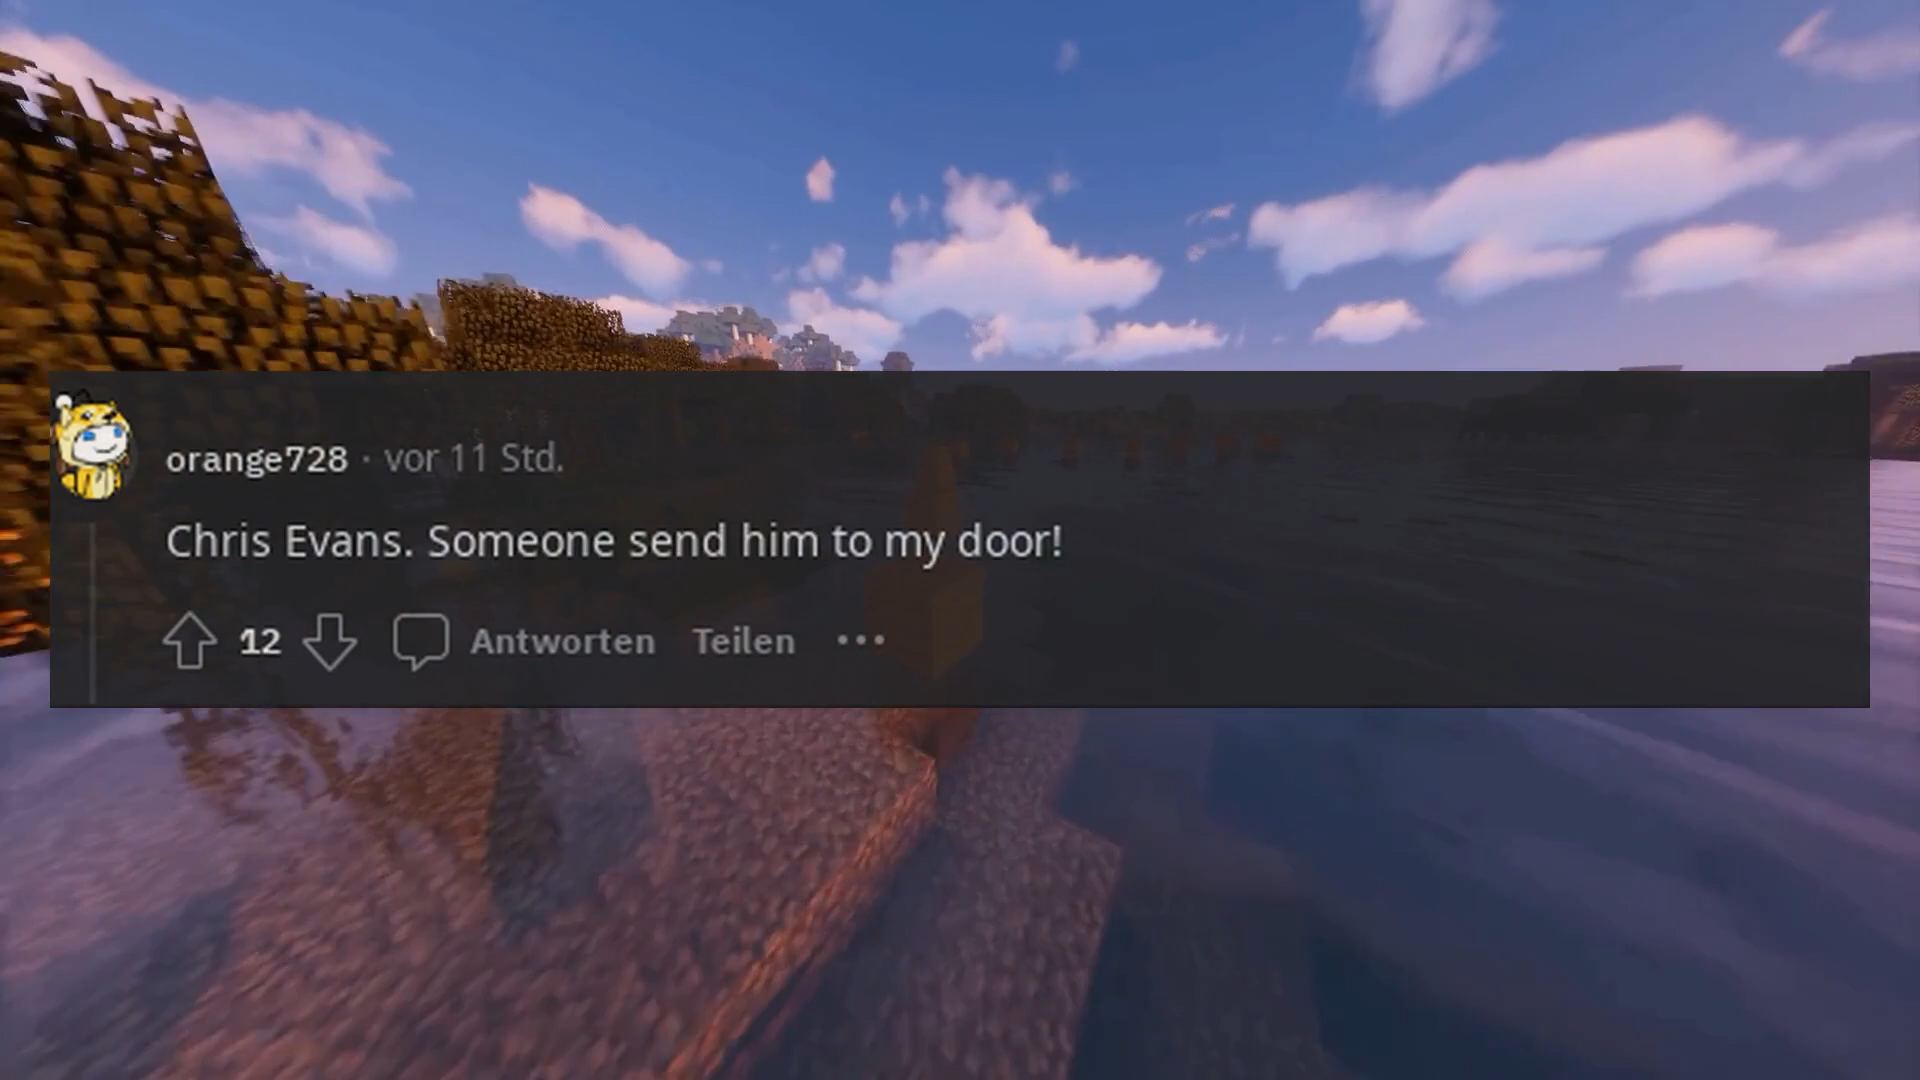 orange728 · vor 11 Std.
Chris Evans. Someone send him to my door!
12 Antworten Teilen ...